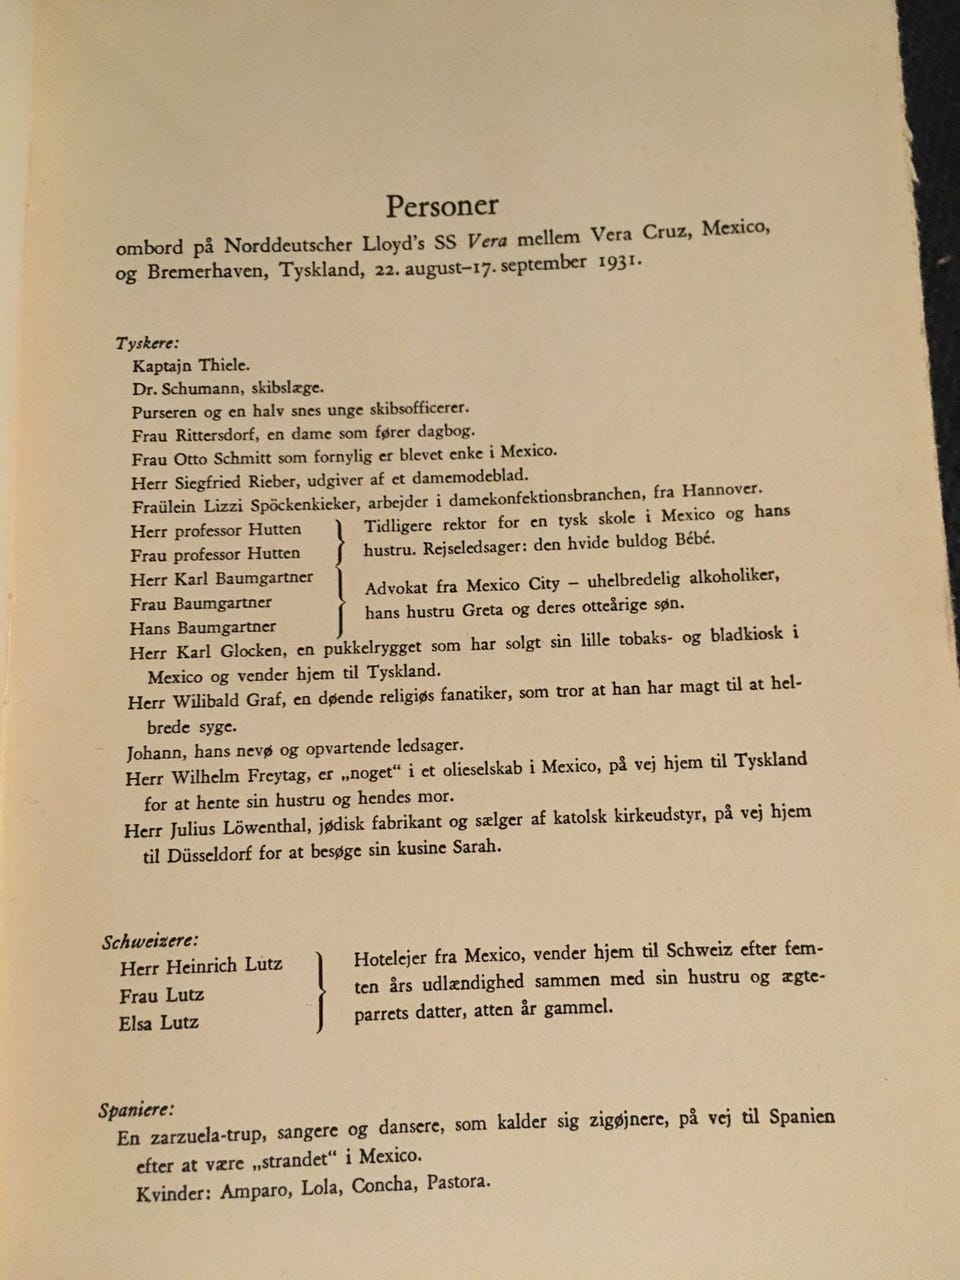 Personer
ombord på Norddeutscher Lloyd's SS Vera mellem Vera Cruz, Mexico,
og Bremerhaven, Tyskland, 22. august–17. september 1931.
Tyskere:
Kaptajn Thiele.
Dr. Schumann, skibslæge.
Purseren og en halv snes unge skibsofficerer.
Frau Rittersdorf, en dame som fører dagbog.
Frau Otto Schmitt som fornylig er blevet enke i Mexico.
Herr Siegfried Rieber, udgiver af et damemodeblad.
Fraülein Lizzi Spöckenkieker, arbejder i damekonfektionsbranchen, fra Hannover.
Herr professor Hutten
Frau professor Hutten
Tidligere rektor for en tysk skole i Mexico og hans
hustru. Rejseledsager: den hvide buldog Bébé.
Herr Karl Baumgartner
Frau Baumgartner
Hans Baumgartner
Advokat fra Mexico City – uhelbredelig alkoholiker,
hans hustru Greta og deres otteårige søn.
Herr Karl Glocken, en pukkelrygget som har solgt sin lille tobaks- og bladkiosk i
Mexico og vender hjem til Tyskland.
Herr Wilibald Graf, en døende religiøs fanatiker, som tror at han har magt til at hel-
brede syge.
Johann, hans nevø og opvartende ledsager.
Herr Wilhelm Freytag, er „noget“ i et olieselskab i Mexico, på vej hjem til Tyskland
for at hente sin hustru og hendes mor.
Herr Julius Löwenthal, jødisk fabrikant og sælger af katolsk kirkeudstyr, på vej hjem
til Düsseldorf for at besøge sin kusine Sarah.
Schweizere:
Herr Heinrich Lutz
Frau Lutz
Elsa Lutz
Hotelejer fra Mexico, vender hjem til Schweiz efter fem-
ten års udlændighed sammen med sin hustru og ægte-
parrets datter, atten år gammel.
Spaniere:
En zarzuela-trup, sangere og dansere, som kalder sig zigøjnere, på vej til Spanien
efter at være „strandet“ i Mexico.
Kvinder: Amparo, Lola, Concha, Pastora.